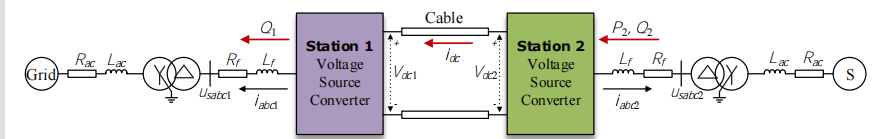 Grid
Rac
Lac
Y
Δ
usabc1
Q1
Rf
Lf
iabc1
Station 1
Voltage
Source
Converter
+
Vdc1
-
Cable
idc
+
Vdc2
-
Station 2
Voltage
Source
Converter
P2, Q2
Lf
Rf
iabc2
usabc2
Δ
Y
Lac
Rac
S